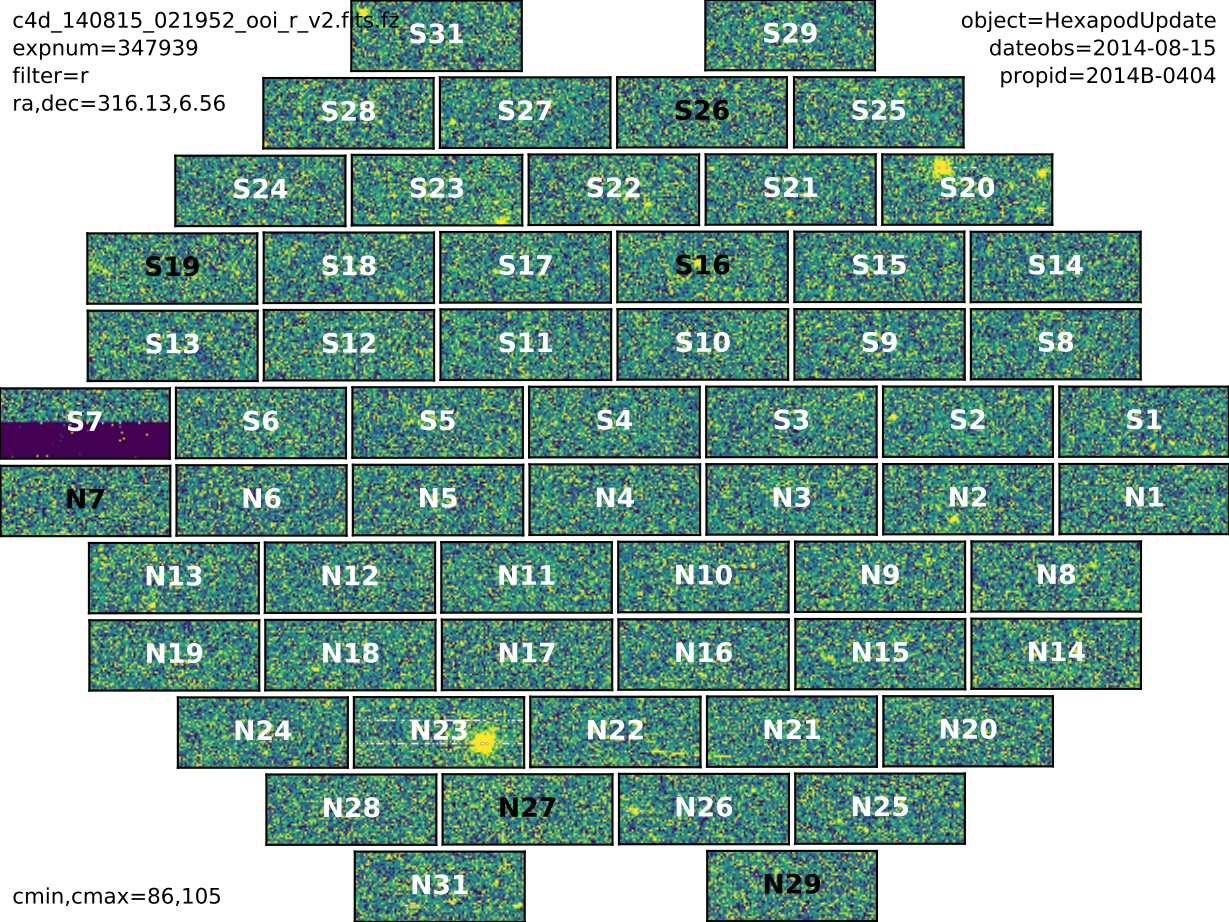 c4d_140815_021952_ooi_r_v2.fits.fz
expnum=347939
filter=r
ra,dec=316.13,6.56
object=HexapodUpdate
dateobs=2014-08-15
propid=2014B-0404
S31 S29
S28 S27 S26 S25
S24 S23 S22 S21 S20
S19 S18 S17 S16 S15 S14
S13 S12 S11 S10 S9 S8
S7 S6 S5 S4 S3 S2 S1
N7 N6 N5 N4 N3 N2 N1
N13 N12 N11 N10 N9 N8
N19 N18 N17 N16 N15 N14
N24 N23 N22 N21 N20
N28 N27 N26 N25
N31 N29
cmin,cmax=86,105